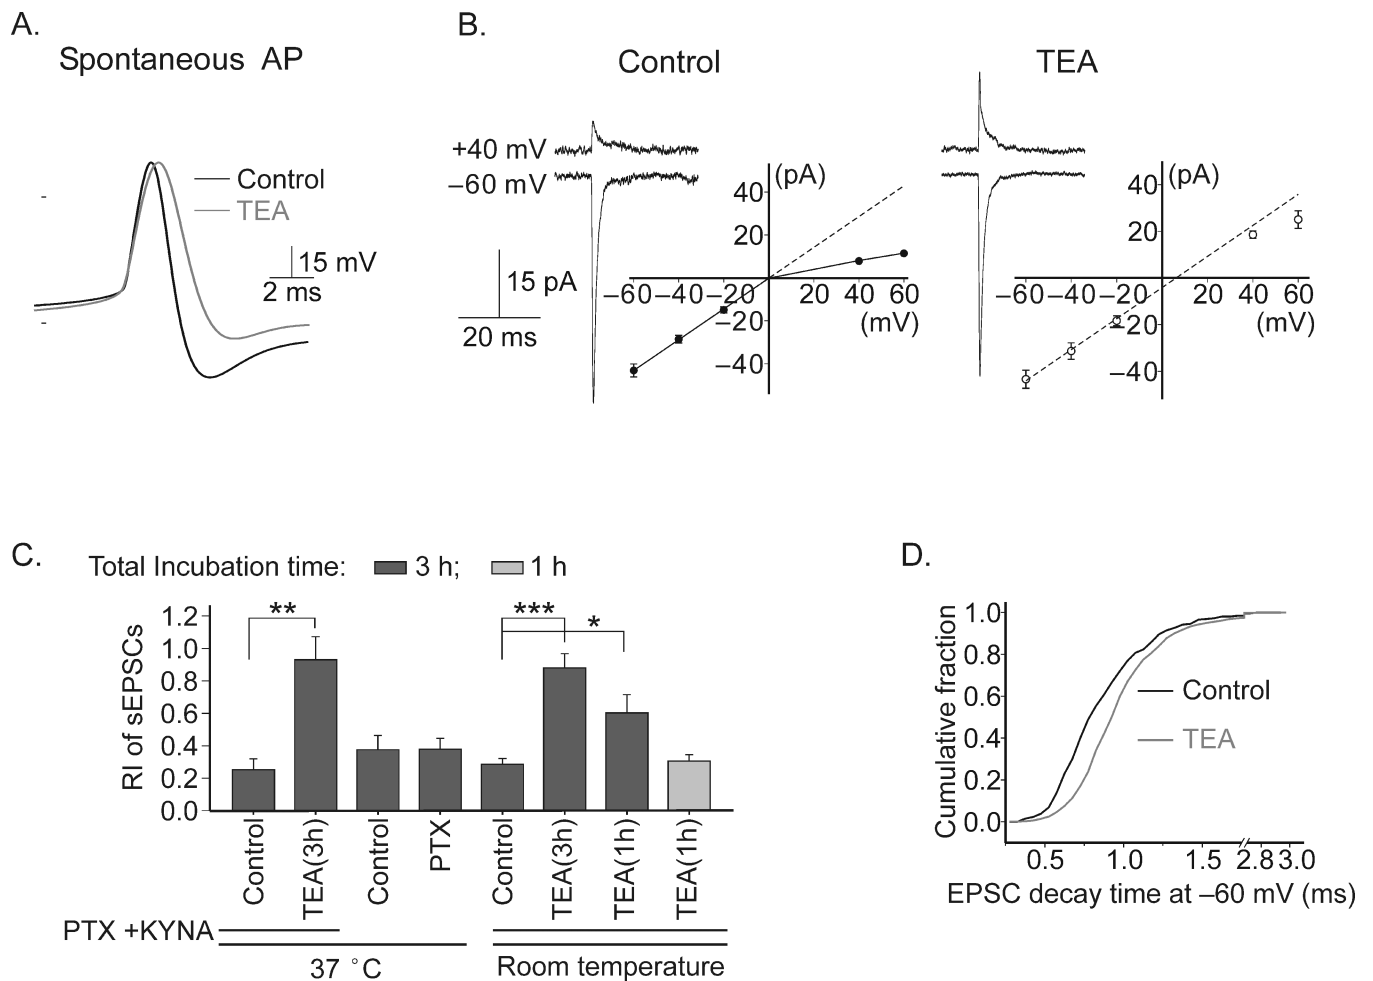 A.
Spontaneous AP
Control
TEA
15 mV
2 ms
B.
Control
TEA
+40 mV
–60 mV
15 pA
20 ms
(pA)
40
20
–60 –40 –20 20 40 60
(mV)
–20
–40
(pA)
40
20
–60 –40 –20 20 40 60
(mV)
–20
–40
C.
Total Incubation time: 3 h; 1 h
RI of sEPSCs
1.2
1.0
0.8
0.6
0.4
0.2
0.0
** *** *
Control
TEA(3h)
Control
PTX
Control
TEA(3h)
TEA(1h)
TEA(1h)
PTX +KYNA
37 °C
Room temperature
D.
Cumulative fraction
1.0
0.8
0.6
0.4
0.2
0.0
Control
TEA
0.5 1.0 1.5 2.8 3.0
EPSC decay time at –60 mV (ms)